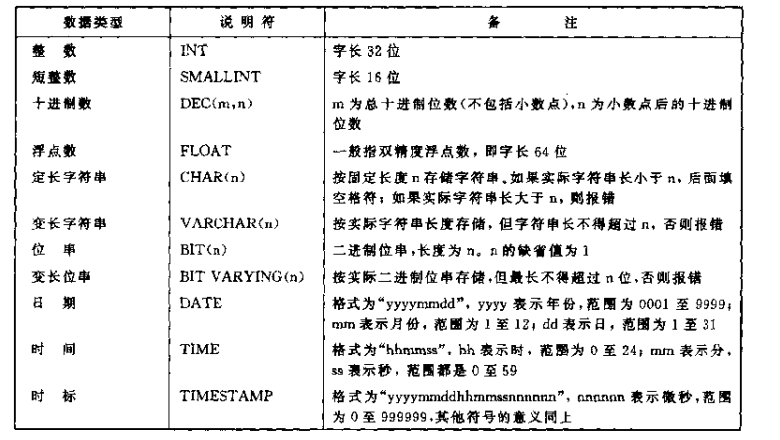 数据类型 说明符 备 注
整 数 INT 字长 32 位
短整数 SMALLINT 字长 16 位
十进制数 DEC(m,n) m 为总十进制位数(不包括小数点),n 为小数点后的十进制
位数
浮点数 FLOAT 一般指双精度浮点数，即字长 64 位
定长字符串 CHAR(n) 按固定长度 n 存储字符串。如果实际字符串长小于 n，后面填
空格符；如果实际字符串长大于 n，则报错
变长字符串 VARCHAR(n) 按实际字符串长度存储，但字符串长不得超过 n，否则报错
位 串 BIT(n) 二进制位串，长度为 n。n 的缺省值为 1
变长位串 BIT VARYING(n) 按实际二进制位串存储，但最长不得超过 n 位，否则报错
日 期 DATE 格式为“yyyymmdd”，yyyy 表示年份，范围为 0001 至 9999；
mm 表示月份，范围为 1 至 12；dd 表示日，范围为 1 至 31
时 间 TIME 格式为“hhmmss”，hh 表示时，范围为 0 至 24；mm 表示分，
ss 表示秒，范围都是 0 至 59
时 标 TIMESTAMP 格式为“yyyymmddhhmmssnnnnnn”，nnnnnn 表示微秒，范围
为 0 至 999999，其他符号的意义同上